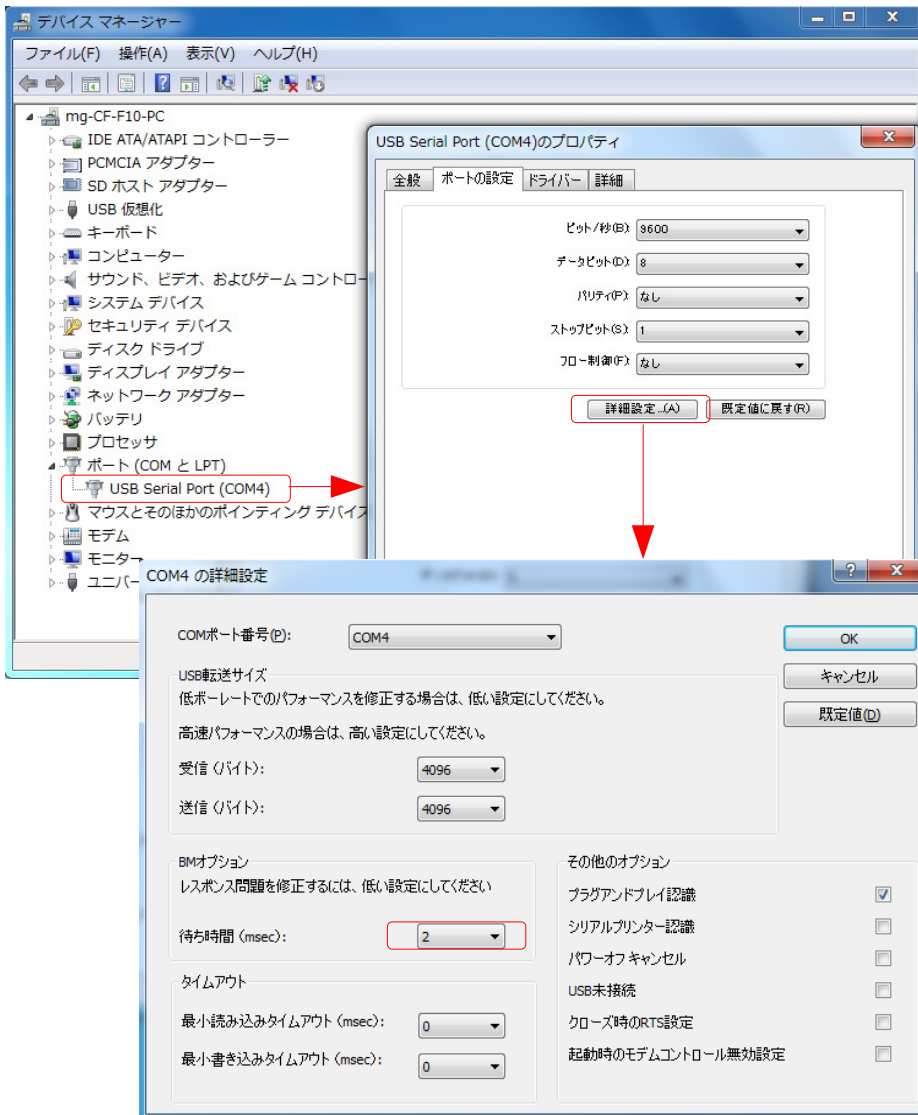 デバイス マネージャー
ファイル(F) 操作(A) 表示(V) ヘルプ(H)
mg-CF-F10-PC
IDE ATA/ATAPI コントローラー
PCMCIA アダプター
SD ホスト アダプター
USB 仮想化
キーボード
コンピューター
サウンド、ビデオ、およびゲーム コントロー
システム デバイス
セキュリティ デバイス
ディスク ドライブ
ディスプレイ アダプター
ネットワーク アダプター
バッテリ
プロセッサ
ポート (COM と LPT)
USB Serial Port (COM4)
マウスとそのほかのポインティング デバイス
モデム
モニター
ユニバー
USB Serial Port (COM4)のプロパティ
全般 ポートの設定 ドライバー 詳細
ビット/秒(B): 9600
データ ビット(D): 8
パリティ(P): なし
ストップ ビット(S): 1
フロー制御(F): なし
詳細設定...(A) 既定値に戻す(R)
COM4 の詳細設定
COMポート番号(P): COM4
OK
キャンセル
既定値(D)
USB転送サイズ
低ボーレートでのパフォーマンスを修正する場合は、低い設定にしてください。
高速パフォーマンスの場合は、高い設定にしてください。
受信 (バイト): 4096
送信 (バイト): 4096
BMオプション
レスポンス問題を修正するには、低い設定にしてください
待ち時間 (msec): 2
タイムアウト
最小読み込みタイムアウト (msec): 0
最小書き込みタイムアウト (msec): 0
その他のオプション
プラグアンドプレイ認識
シリアルプリンター認識
パワーオフ キャンセル
USB未接続
クローズ時のRTS設定
起動時のモデムコントロール無効設定